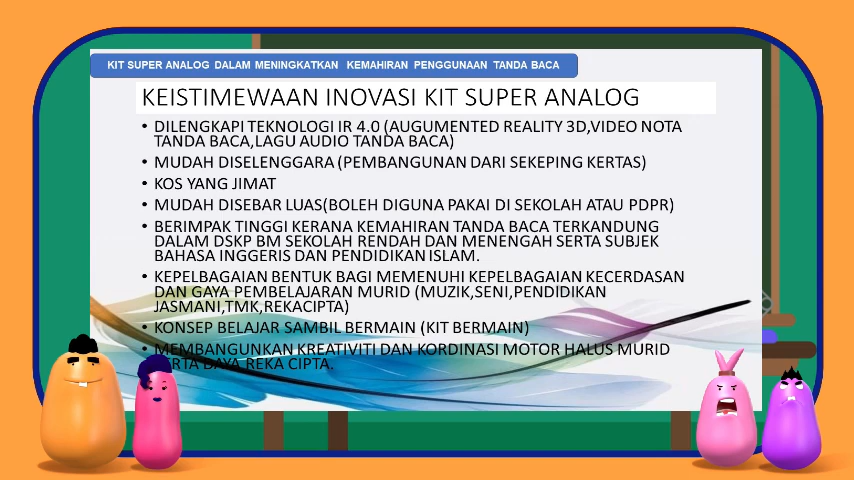 KIT SUPER ANALOG DALAM MENINGKATKAN KEMAHIRAN PENGGUNAAN TANDA BACA
KEISTIMEWAAN INOVASI KIT SUPER ANALOG
• DILENGKAPI TEKNOLOGI IR 4.0 (AUGUMENTED REALITY 3D,VIDEO NOTA
TANDA BACA,LAGU AUDIO TANDA BACA)
• MUDAH DISELENGGARA (PEMBANGUNAN DARI SEKEPING KERTAS)
• KOS YANG JIMAT
• MUDAH DISEBAR LUAS(BOLEH DIGUNA PAKAI DI SEKOLAH ATAU PDPR)
• BERIMPAK TINGGI KERANA KEMAHIRAN TANDA BACA TERKANDUNG
DALAM DSKP BM SEKOLAH RENDAH DAN MENENGAH SERTA SUBJEK
BAHASA INGGERIS DAN PENDIDIKAN ISLAM.
• KEPELBAGAIAN BENTUK BAGI MEMENUHI KEPELBAGAIAN KECERDASAN
DAN GAYA PEMBELAJARAN MURID (MUZIK,SENI,PENDIDIKAN
JASMANI,TMK,REKACIPTA)
• KONSEP BELAJAR SAMBIL BERMAIN (KIT BERMAIN)
• MEMBANGUNKAN KREATIVITI DAN KORDINASI MOTOR HALUS MURID
SERTA DAYA REKA CIPTA.